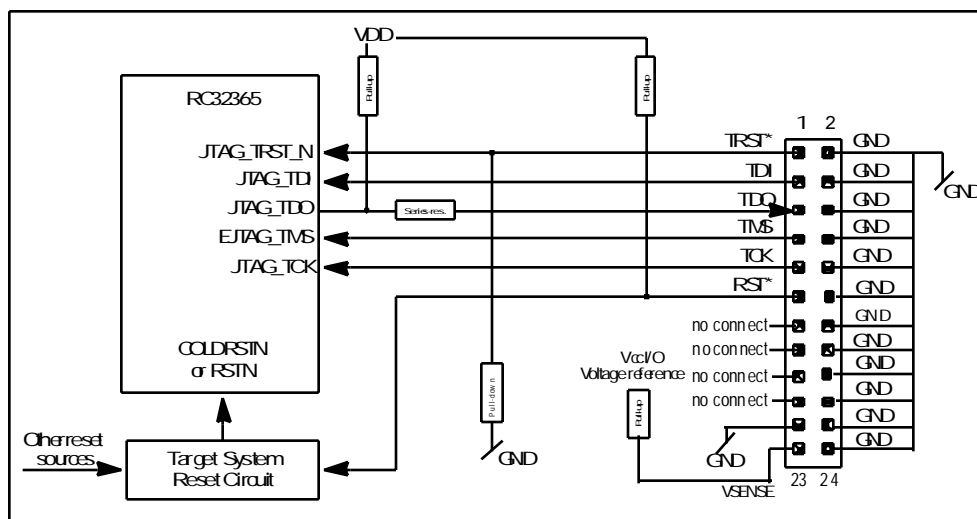 VDD
Pull-up
Pull-up
RC32365
1 2
JTAG_TRST_N
TRST*
GND
JTAG_TDI
TDI
GND
GND
JTAG_TDO
Series-res.
TDO
GND
EJTAG_TMS
TMS
GND
JTAG_TCK
TCK
GND
RST*
GND
no connect
GND
COLDRSTN
or RSTN
no connect
GND
Vcc I/O
Voltage reference
no connect
GND
Pull-down
Pull-up
no connect
GND
GND
Other reset
sources
Target System
Reset Circuit
GND
GND
GND
VSENSE
23 24